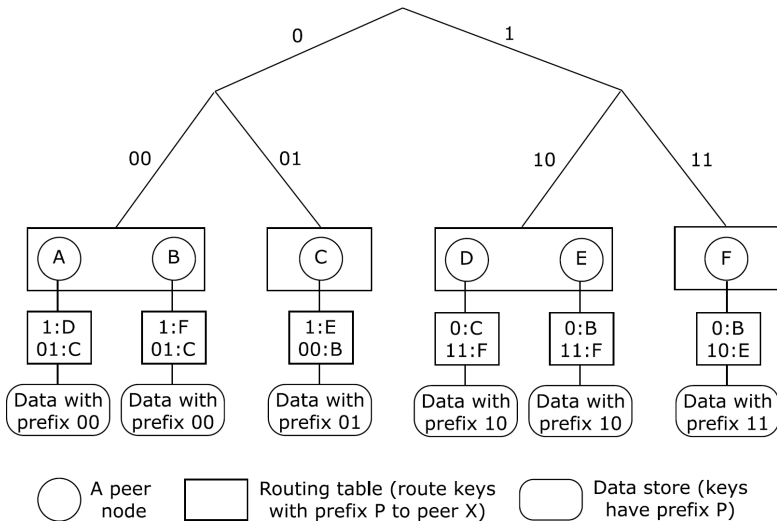 0
1
00
01
10
11
A
B
C
D
E
F
1:D
01:C
1:F
01:C
1:E
00:B
0:C
11:F
0:B
11:F
0:B
10:E
Data with
prefix 00
Data with
prefix 00
Data with
prefix 01
Data with
prefix 10
Data with
prefix 10
Data with
prefix 11
A peer
node
Routing table (route keys
with prefix P to peer X)
Data store (keys
have prefix P)